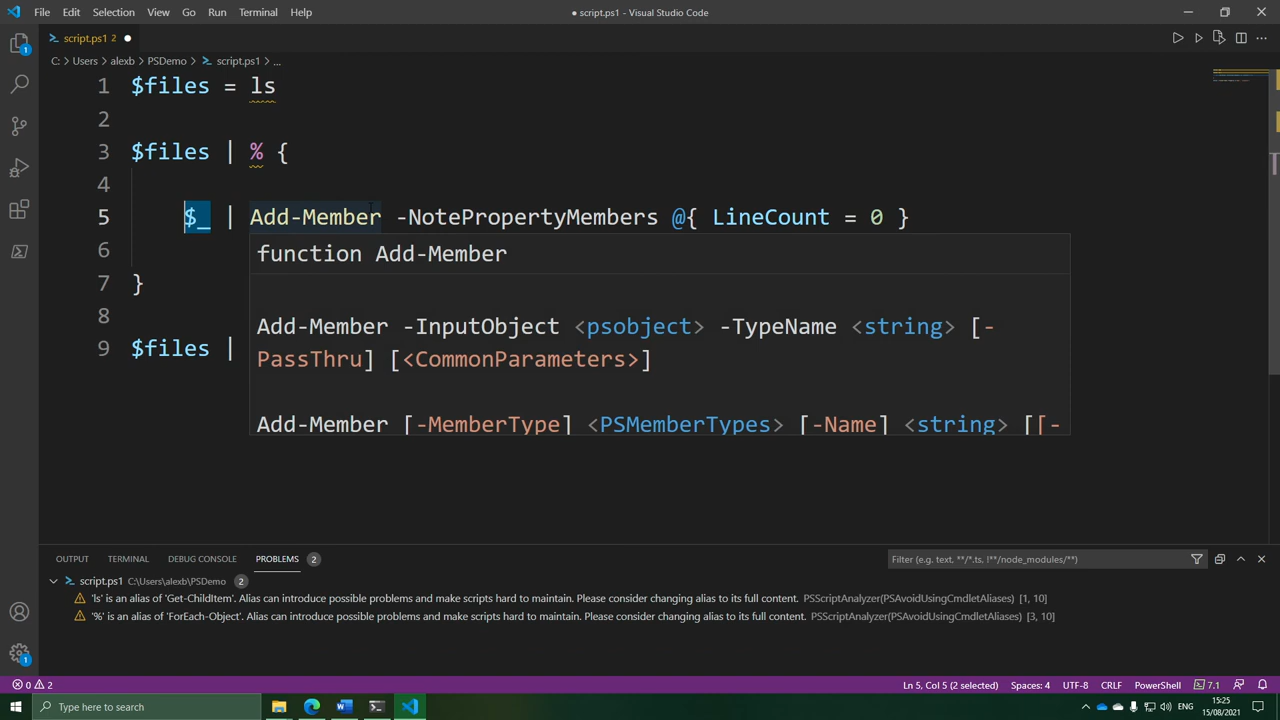 File Edit Selection View Go Run Terminal Help
● script.ps1 - Visual Studio Code
script.ps1 2 ●
C: > Users > alexb > PSDemo > script.ps1 > ...
1 $files = ls
2
3 $files | % {
4
5 $_ | Add-Member -NotePropertyMembers @{ LineCount = 0 }
6
function Add-Member
7 }
8
Add-Member -InputObject <psobject> -TypeName <string> [-
9 $files |
PassThru] [<CommonParameters>]
Add-Member [-MemberType] <PSMemberTypes> [-Name] <string> [[-
OUTPUT TERMINAL DEBUG CONSOLE PROBLEMS 2
Filter (e.g. text, **/*.ts, !**/node_modules/**)
script.ps1 C:\Users\alexb\PSDemo 2
'ls' is an alias of 'Get-ChildItem'. Alias can introduce possible problems and make scripts hard to maintain. Please consider changing alias to its full content. PSScriptAnalyzer(PSAvoidUsingCmdletAliases) [1, 10]
'%' is an alias of 'ForEach-Object'. Alias can introduce possible problems and make scripts hard to maintain. Please consider changing alias to its full content. PSScriptAnalyzer(PSAvoidUsingCmdletAliases) [3, 10]
1
1
0 2
Ln 5, Col 5 (2 selected) Spaces: 4 UTF-8 CRLF PowerShell 7.1
Type here to search
ENG
15:25
15/08/2021